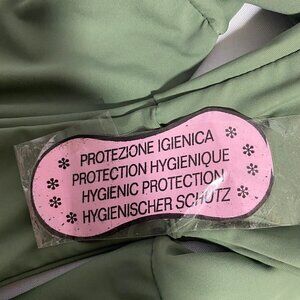 PROTEZIONE IGIENICA
PROTECTION HYGIENIQUE
HYGIENIC PROTECTION
HYGIENISCHER SCHUTZ